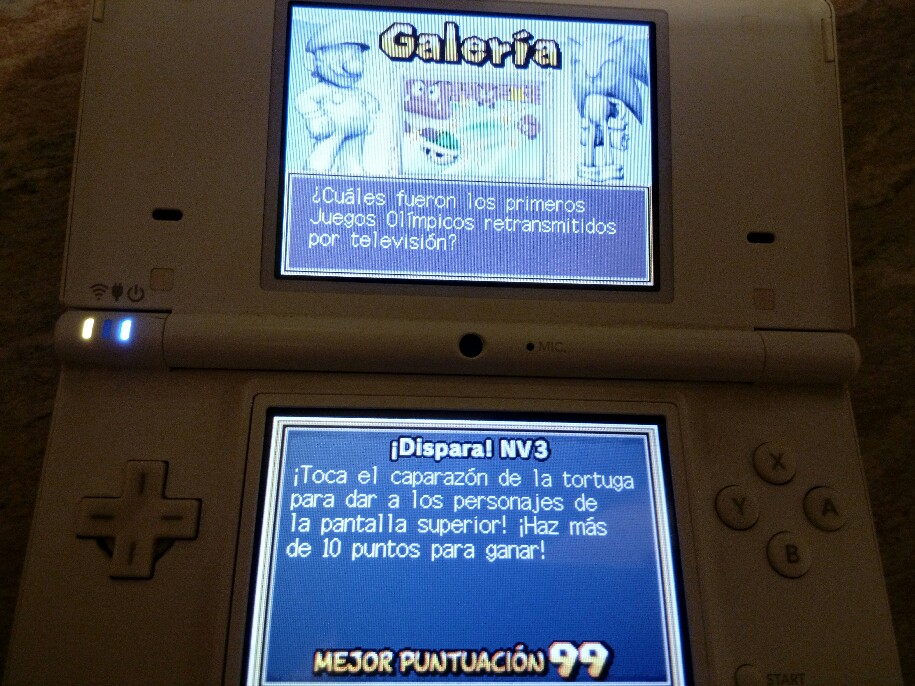 Galería
¿Cuáles fueron los primeros
Juegos Olímpicos retransmitidos
por televisión?
MIC.
¡Dispara! NV3
¡Toca el caparazón de la tortuga
para dar a los personajes de
la pantalla superior! ¡Haz más
de 10 puntos para ganar!
MEJOR PUNTUACIÓN 99
X
Y
A
B
START